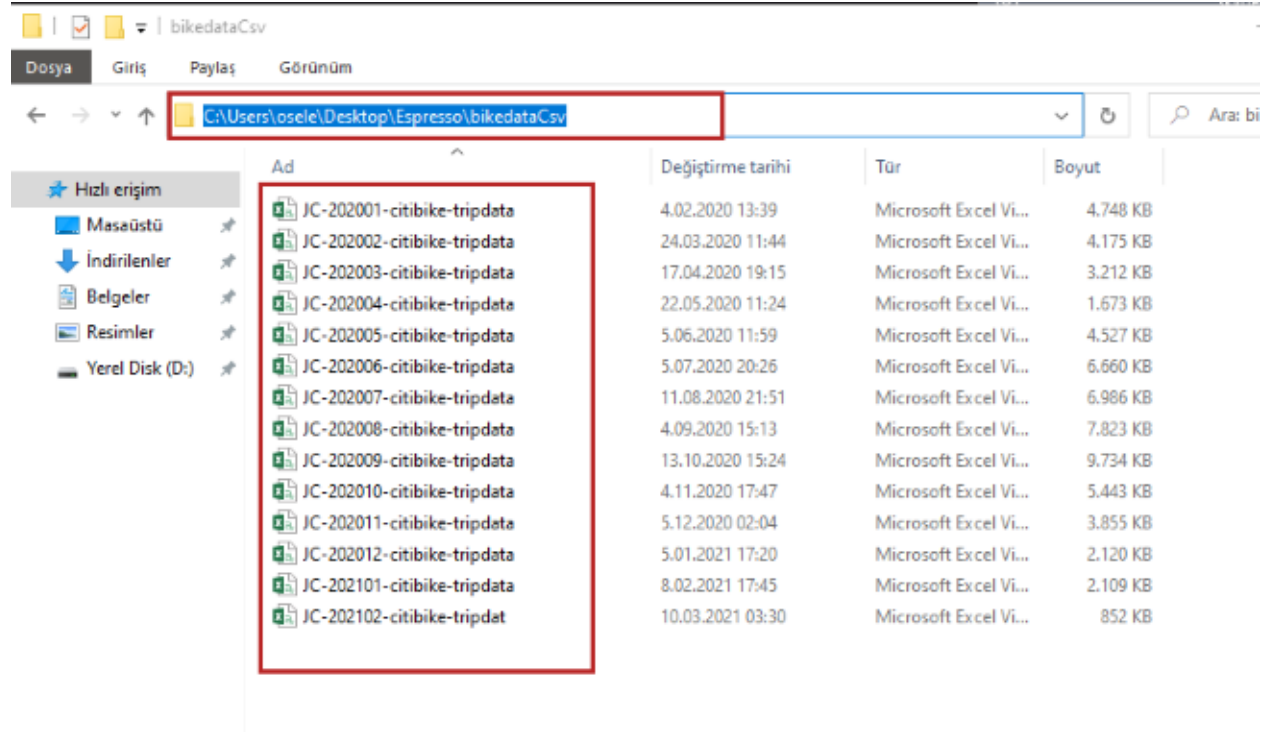 bikedataCsv
Dosya Giriş Paylaş Görünüm
C:\Users\osele\Desktop\Espresso\bikedataCsv Ara: bi
Ad Değiştirme tarihi Tür Boyut
Hızlı erişim
Masaüstü
İndirilenler
Belgeler
Resimler
Yerel Disk (D:)
JC-202001-citibike-tripdata 4.02.2020 13:39 Microsoft Excel Vi... 4.748 KB
JC-202002-citibike-tripdata 24.03.2020 11:44 Microsoft Excel Vi... 4.175 KB
JC-202003-citibike-tripdata 17.04.2020 19:15 Microsoft Excel Vi... 3.212 KB
JC-202004-citibike-tripdata 22.05.2020 11:24 Microsoft Excel Vi... 1.673 KB
JC-202005-citibike-tripdata 5.06.2020 11:59 Microsoft Excel Vi... 4.527 KB
JC-202006-citibike-tripdata 5.07.2020 20:26 Microsoft Excel Vi... 6.660 KB
JC-202007-citibike-tripdata 11.08.2020 21:51 Microsoft Excel Vi... 6.986 KB
JC-202008-citibike-tripdata 4.09.2020 15:13 Microsoft Excel Vi... 7.823 KB
JC-202009-citibike-tripdata 13.10.2020 15:24 Microsoft Excel Vi... 9.734 KB
JC-202010-citibike-tripdata 4.11.2020 17:47 Microsoft Excel Vi... 5.443 KB
JC-202011-citibike-tripdata 5.12.2020 02:04 Microsoft Excel Vi... 3.855 KB
JC-202012-citibike-tripdata 5.01.2021 17:20 Microsoft Excel Vi... 2.120 KB
JC-202101-citibike-tripdata 8.02.2021 17:45 Microsoft Excel Vi... 2.109 KB
JC-202102-citibike-tripdat 10.03.2021 03:30 Microsoft Excel Vi... 852 KB